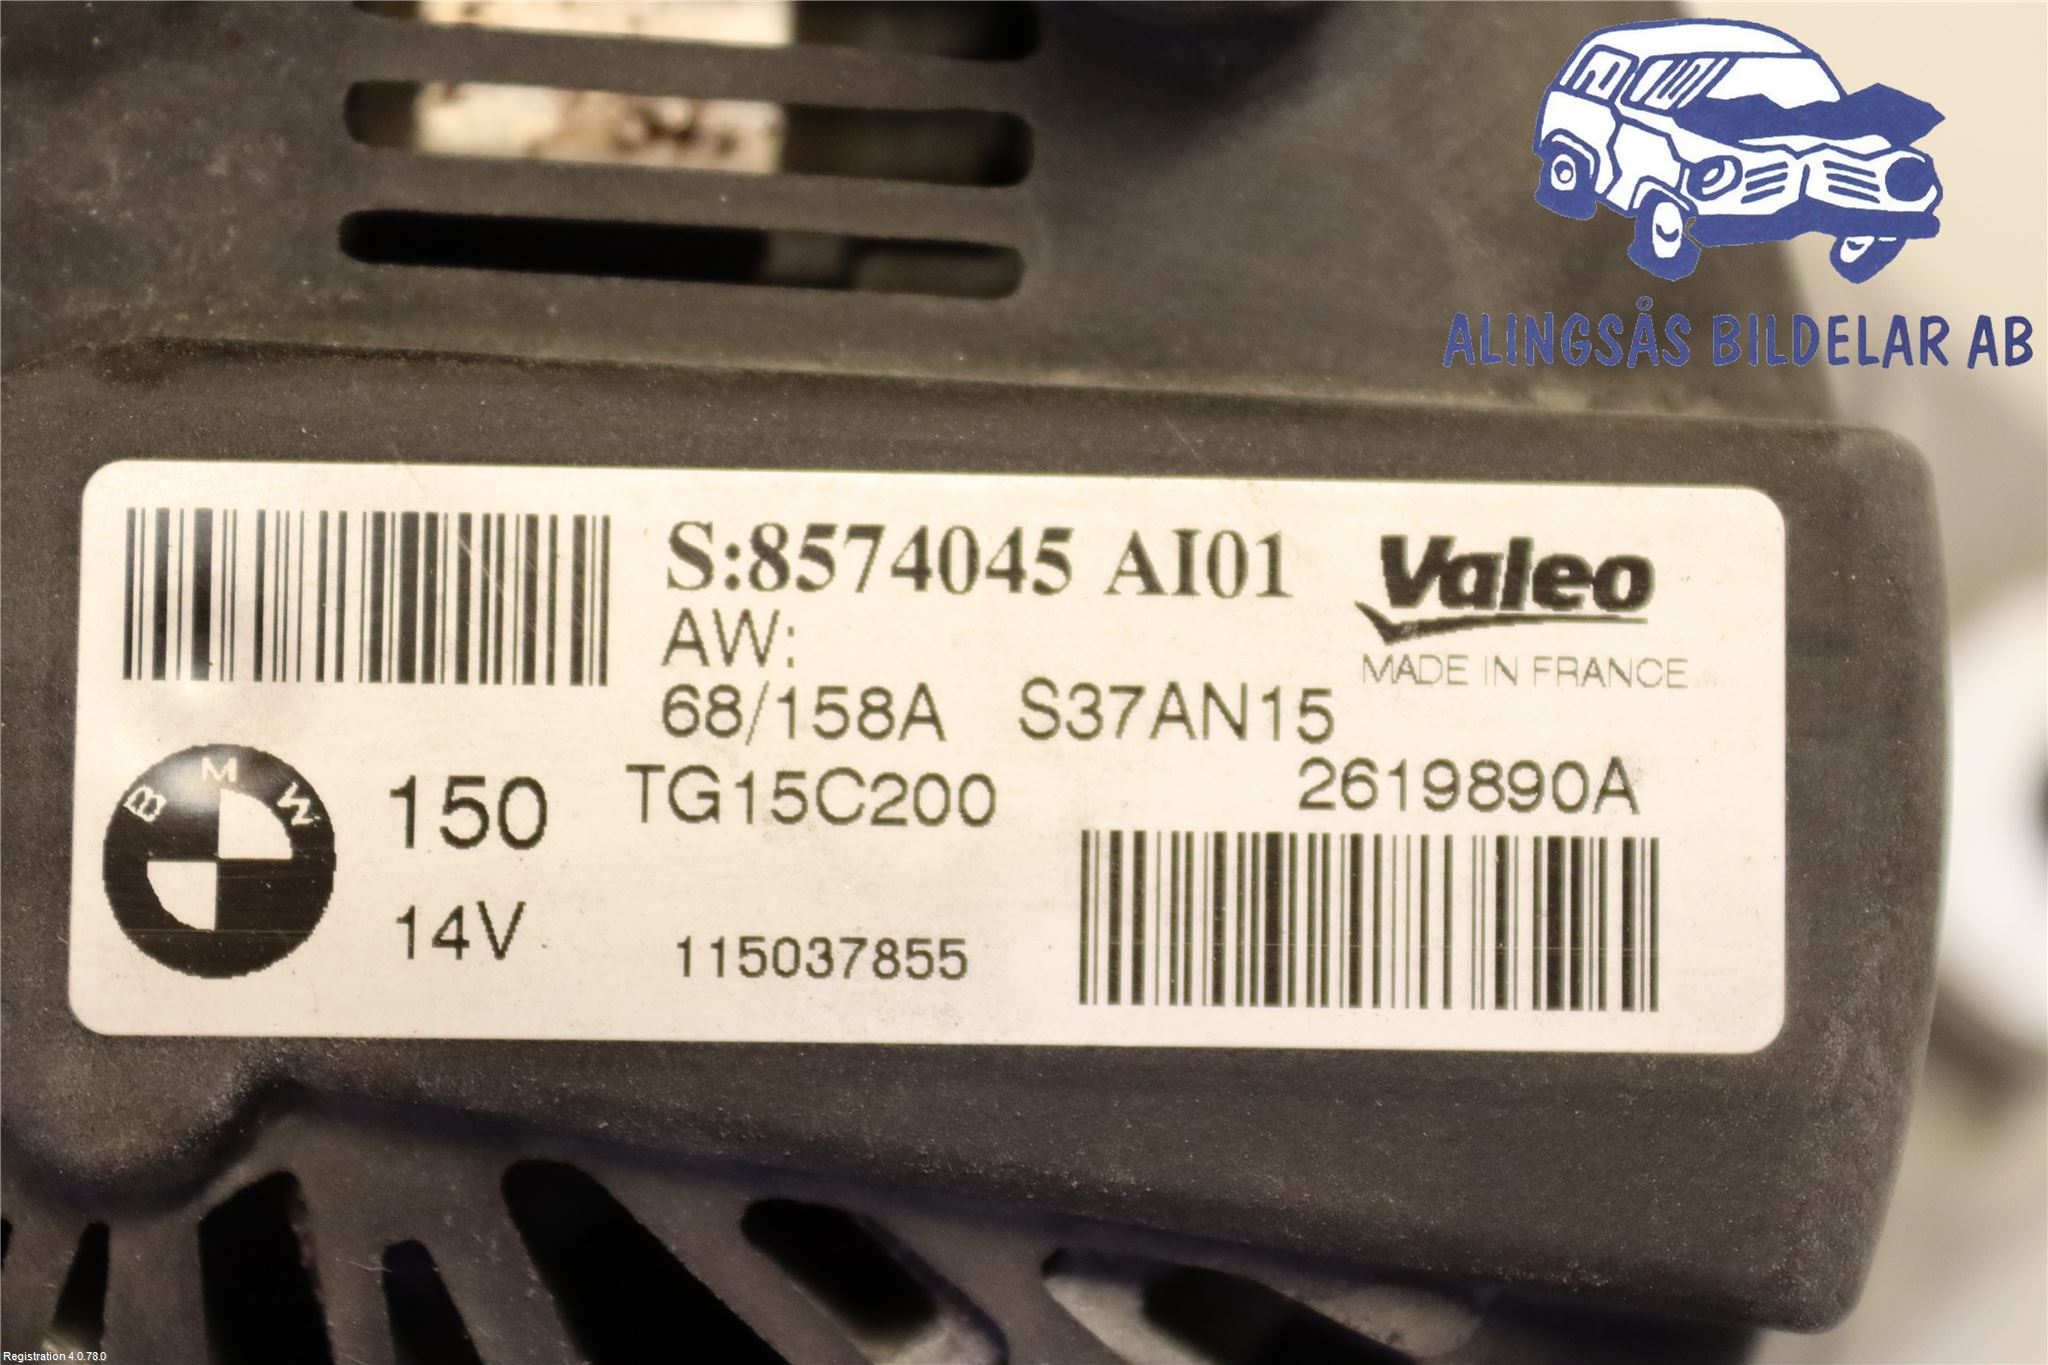 ALINGSÅS BILDELAR AB
S:8574045 AI01
Valeo
AW:
MADE IN FRANCE
68/158A S37AN15
BMW
150 TG15C200 2619890A
14V
115037855
Registration 4.0.78.0